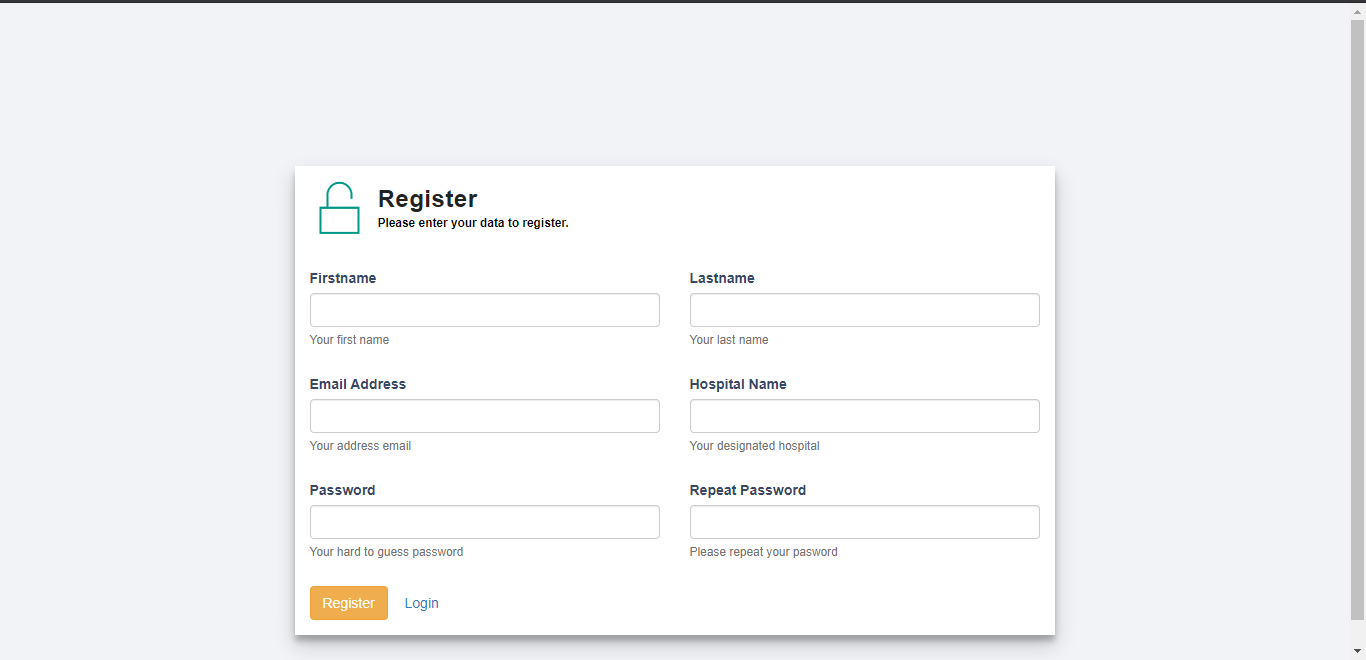 Register
Please enter your data to register.
Firstname
Lastname
Your first name
Your last name
Email Address
Hospital Name
Your address email
Your designated hospital
Password
Repeat Password
Your hard to guess password
Please repeat your pasword
Register
Login